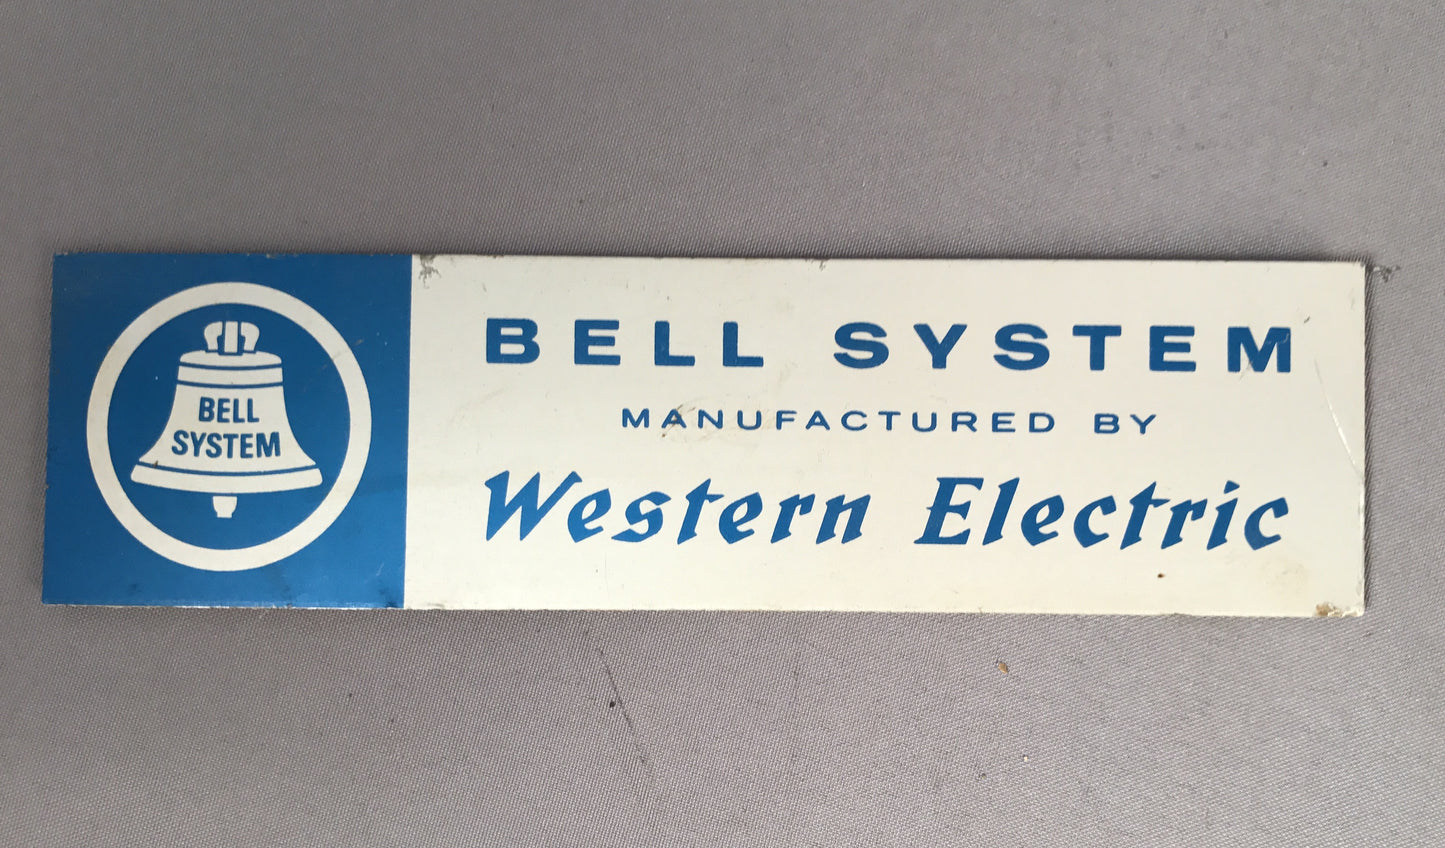 BELL
SYSTEM
BELL SYSTEM
MANUFACTURED BY
Western Electric